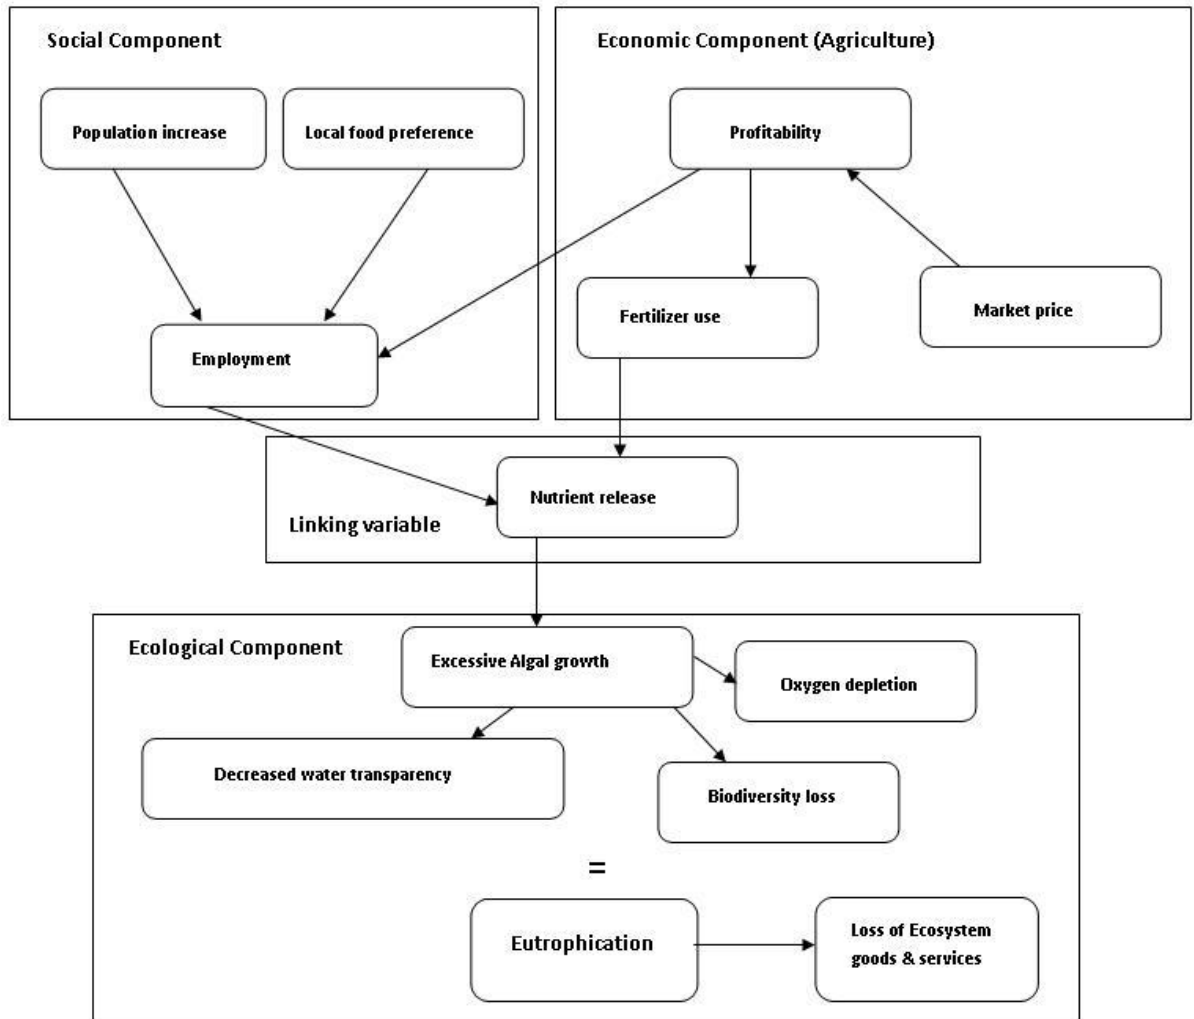 Social Component
Economic Component (Agriculture)
Population increase
Local food preference
Profitability
Fertilizer use
Market price
Employment
Nutrient release
Linking variable
Ecological Component
Excessive Algal growth
Oxygen depletion
Decreased water transparency
Biodiversity loss
=
Eutrophication
Loss of Ecosystem
goods & services